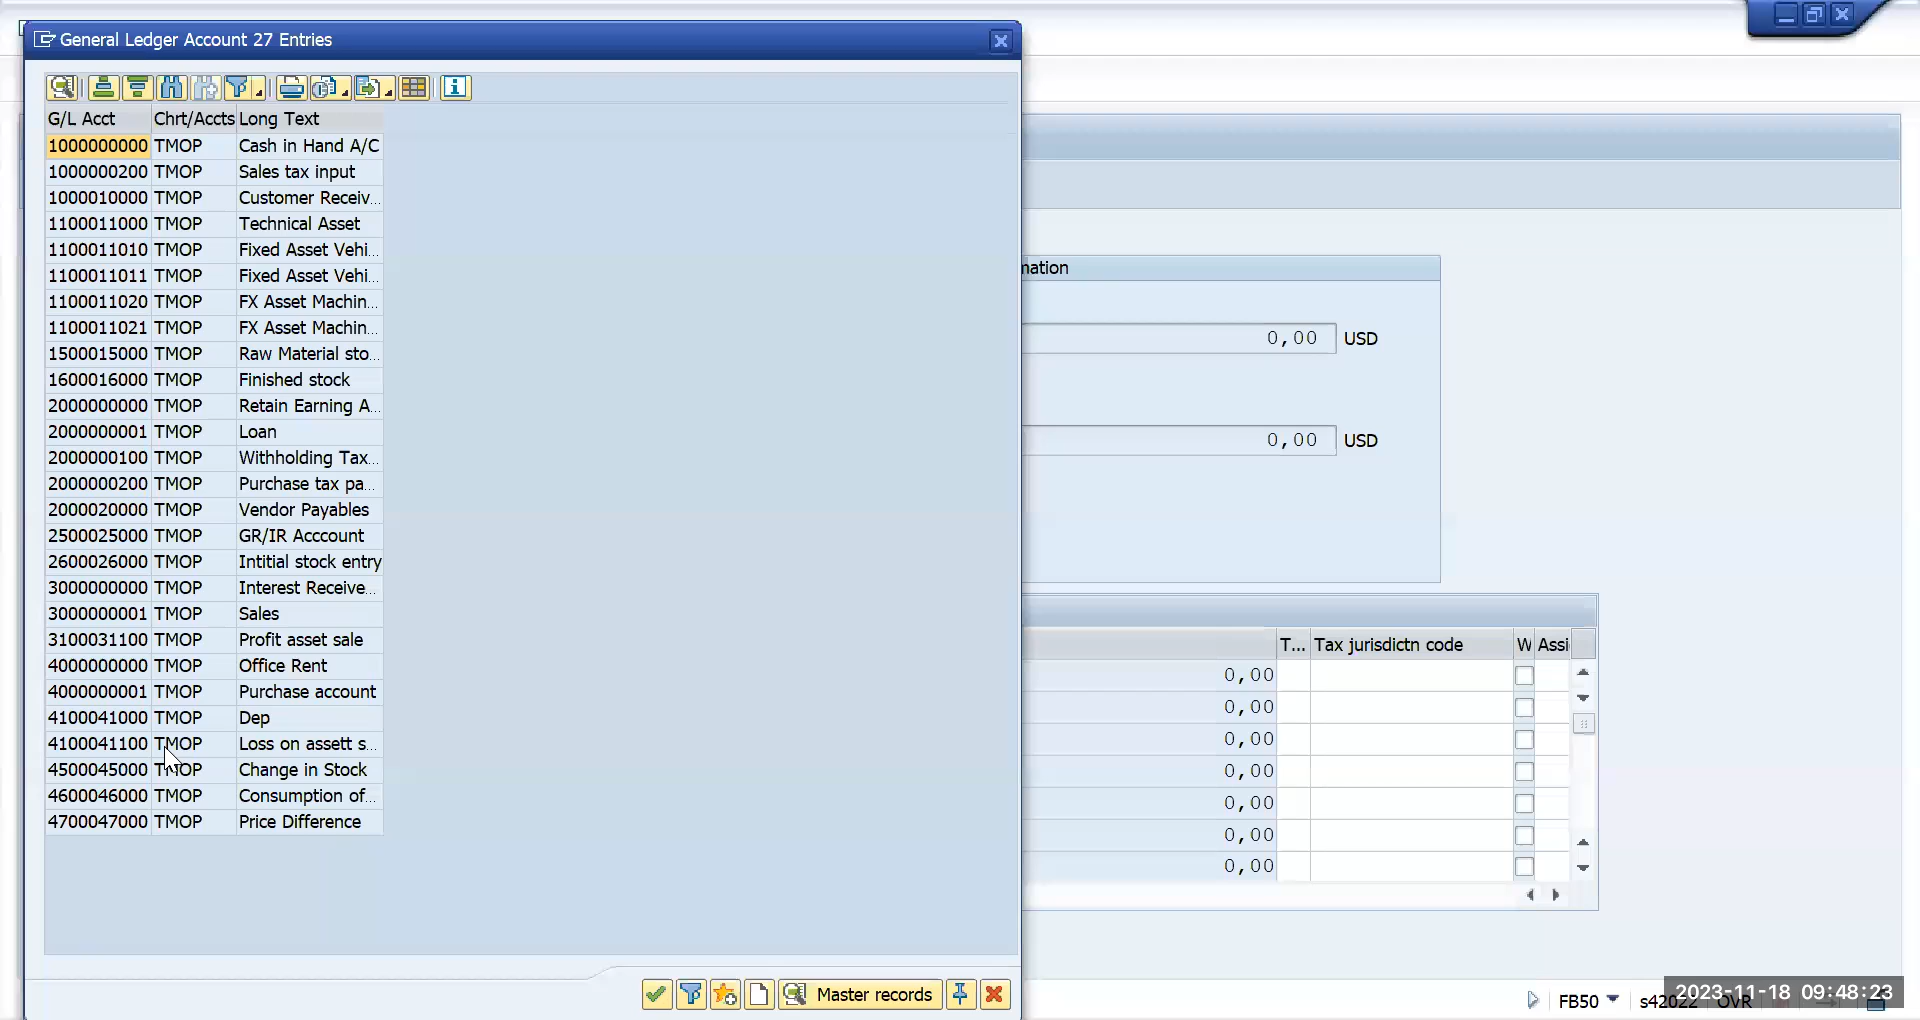 General Ledger Account 27 Entries
G/L Acct Chrt/Accts Long Text
1000000000 TMOP Cash in Hand A/C
1000000200 TMOP Sales tax input
1000010000 TMOP Customer Receiv...
1100011000 TMOP Technical Asset
1100011010 TMOP Fixed Asset Vehi...
1100011011 TMOP Fixed Asset Vehi...
1100011020 TMOP FX Asset Machin...
1100011021 TMOP FX Asset Machin...
1500015000 TMOP Raw Material sto...
1600016000 TMOP Finished stock
2000000000 TMOP Retain Earning A...
2000000001 TMOP Loan
2000000100 TMOP Withholding Tax...
2000000200 TMOP Purchase tax pa...
2000020000 TMOP Vendor Payables
2500025000 TMOP GR/IR Acccount
2600026000 TMOP Intitial stock entry
3000000000 TMOP Interest Receive...
3000000001 TMOP Sales
3100031100 TMOP Profit asset sale
4000000000 TMOP Office Rent
4000000001 TMOP Purchase account
4100041000 TMOP Dep
4100041100 TMOP Loss on assett s...
4500045000 TMOP Change in Stock
4600046000 TMOP Consumption of...
4700047000 TMOP Price Difference
Master records
mation
0,00 USD
0,00 USD
T... Tax jurisdictn code W Assi
0,00
0,00
0,00
0,00
0,00
0,00
0,00
FB50 s42022 OVR
2023-11-18 09:48:23